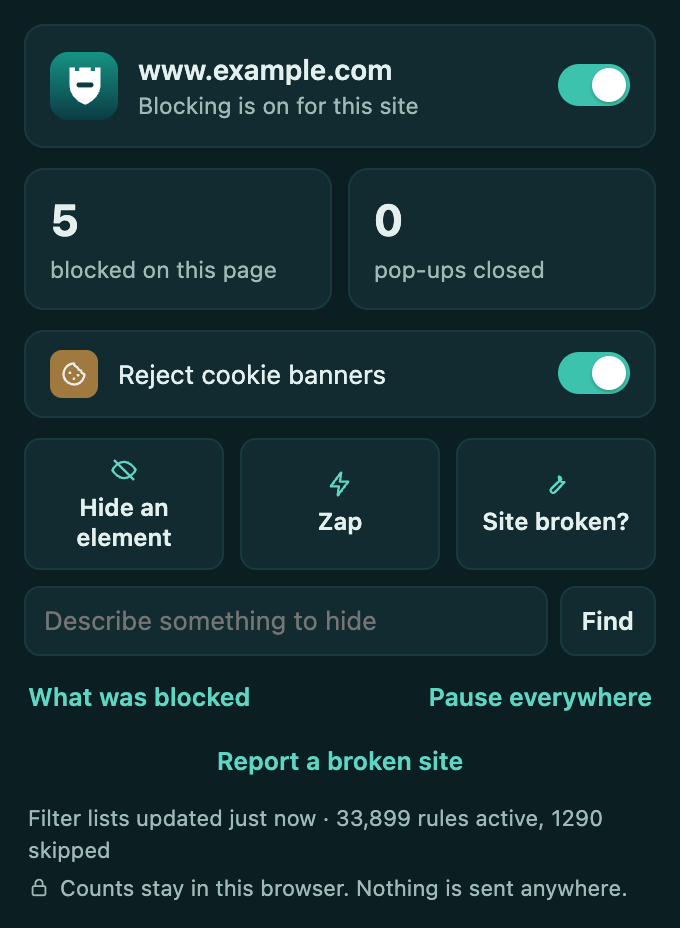 www.example.com
Blocking is on for this site
5
blocked on this page
0
pop-ups closed
Reject cookie banners
Hide an
element
Zap
Site broken?
Describe something to hide
Find
What was blocked
Pause everywhere
Report a broken site
Filter lists updated just now · 33,899 rules active, 1290
skipped
Counts stay in this browser. Nothing is sent anywhere.